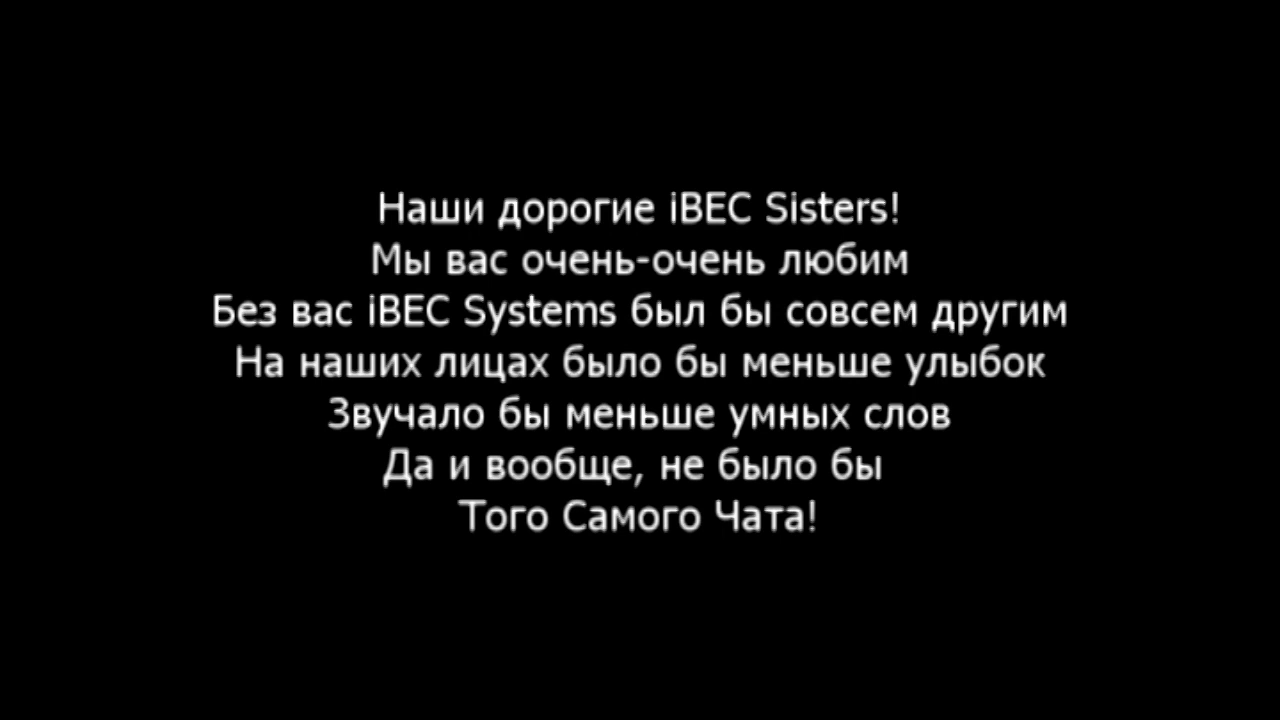 Наши дорогие iBEC Sisters!
Мы вас очень-очень любим
Без вас iBEC Systems был бы совсем другим
На наших лицах было бы меньше улыбок
Звучало бы меньше умных слов
Да и вообще, не было бы
Того Самого Чата!